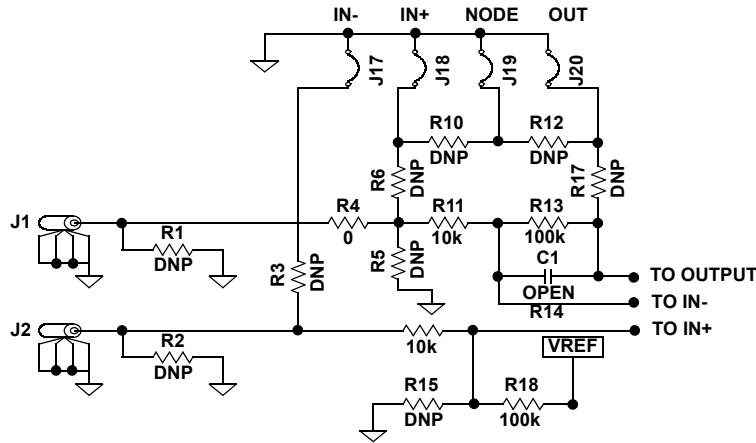 IN- IN+ NODE OUT
J17 J18 J19 J20
R10 R12
DNP DNP
R6 DNP R17 DNP
J1 R1 DNP R4 0 R11 10k R13 100k
R3 DNP R5 DNP C1 OPEN
TO OUTPUT
TO IN-
R14
TO IN+
J2 R2 DNP 10k VREF
R15 DNP R18 100k